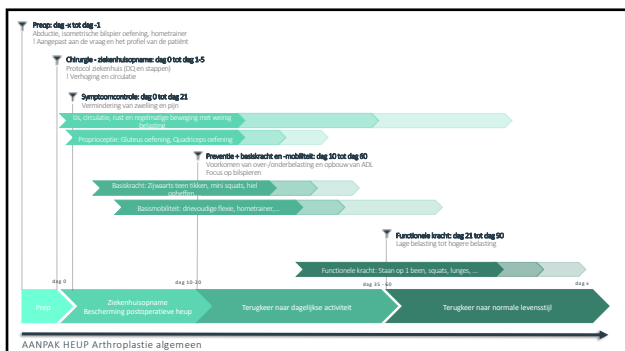 Preop: dag -x tot dag -1
Abductie, isometrische bilspier oefening, hometrainer
! Aangepast aan de vraag en het profiel van de patiënt
Chirurgie - ziekenhuisopname: dag 0 tot dag 1-5
Protocol ziekenhuis (DQ en stappen)
! Verhoging en circulatie
Symptoomcontrole: dag 0 tot dag 21
Vermindering van zwelling en pijn
Ijs, circulatie, rust en regelmatige beweging met weinig
belasting
Proprioceptie: Gluteus oefening, Quadriceps oefening
Preventie + basiskracht en -mobiliteit: dag 10 tot dag 60
Voorkomen van over-/onderbelasting en opbouw van ADL
Focus op bilspieren
Basiskracht: Zijwaarts teen tikken, mini squats, hiel
opheffen,
Basismobiliteit: drievoudige flexie, hometrainer,...
Functionele kracht: dag 21 tot dag 90
Lage belasting tot hogere belasting
Functionele kracht: Staan op 1 been, squats, lunges, ...
dag 0
dag 10-20
dag 35 - 60
dag x
Prep
Ziekenhuisopname
Bescherming postoperatieve heup
Terugkeer naar dagelijkse activiteit
Terugkeer naar normale levensstijl
AANPAK HEUP Arthroplastie algemeen